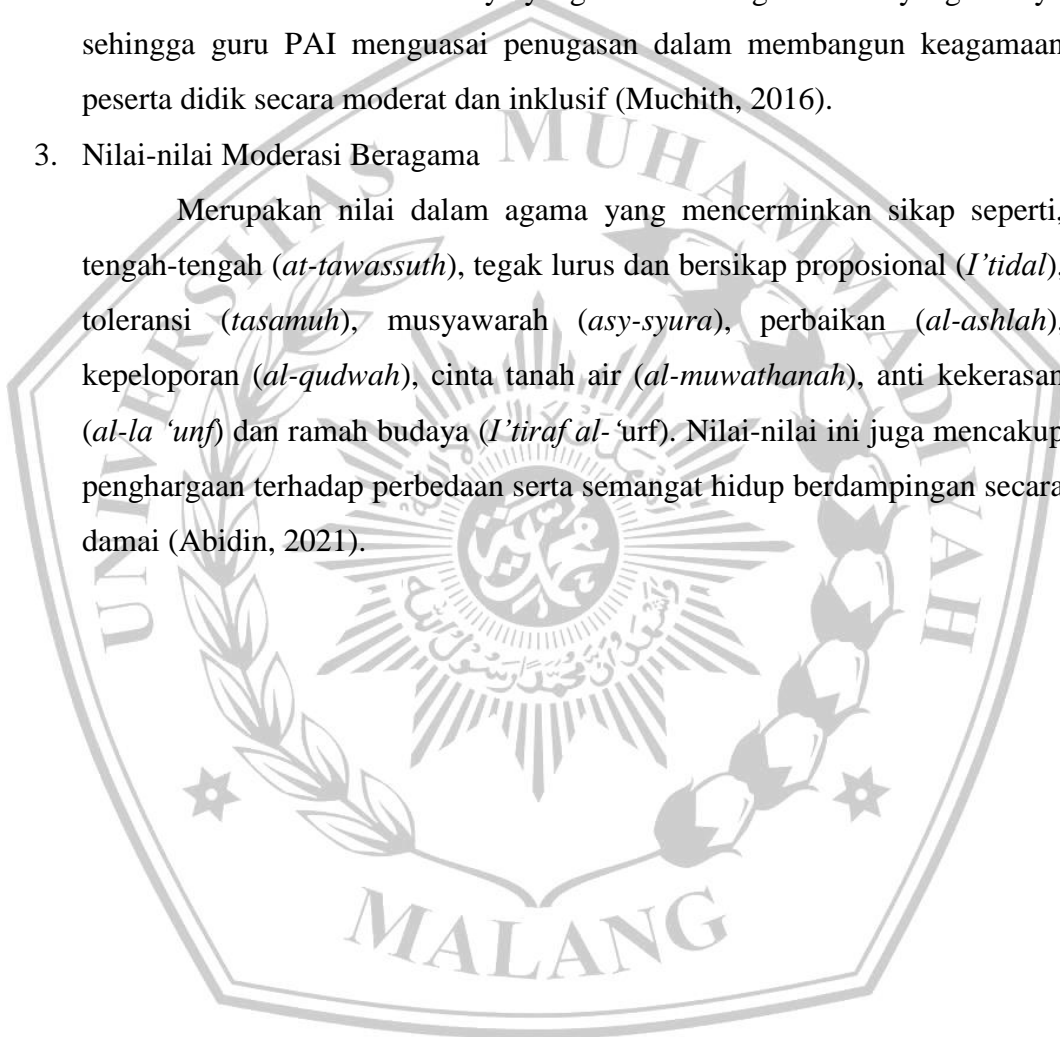 sehingga guru PAI menguasai penugasan dalam membangun keagamaan
peserta didik secara moderat dan inklusif (Muchith, 2016).
3. Nilai-nilai Moderasi Beragama
Merupakan nilai dalam agama yang mencerminkan sikap seperti,
tengah-tengah (at-tawassuth), tegak lurus dan bersikap proposional (I’tidal),
toleransi (tasamuh), musyawarah (asy-syura), perbaikan (al-ashlah),
kepeloporan (al-qudwah), cinta tanah air (al-muwathanah), anti kekerasan
(al-la ‘unf) dan ramah budaya (I’tiraf al-‘urf). Nilai-nilai ini juga mencakup
penghargaan terhadap perbedaan serta semangat hidup berdampingan secara
damai (Abidin, 2021).
UNIVERSITAS MUHAMMADIYAH
MALANG